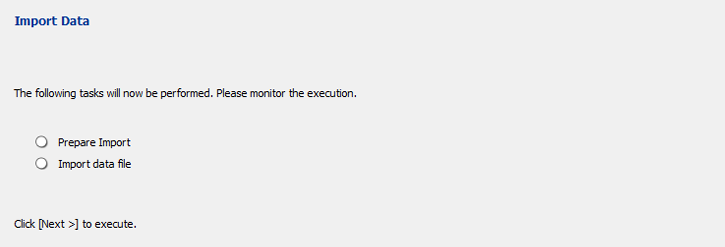 Import Data
The following tasks will now be performed. Please monitor the execution.
Prepare Import
Import data file
Click [Next >] to execute.